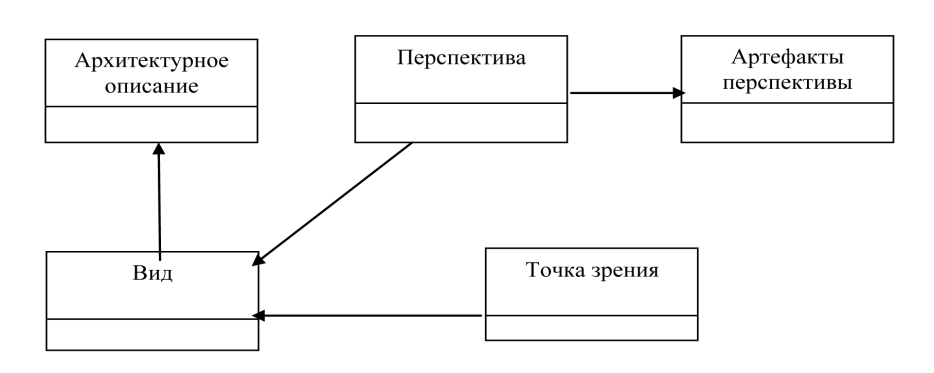 Архитектурное
описание
Перспектива
Артефакты
перспективы
Вид
Точка зрения